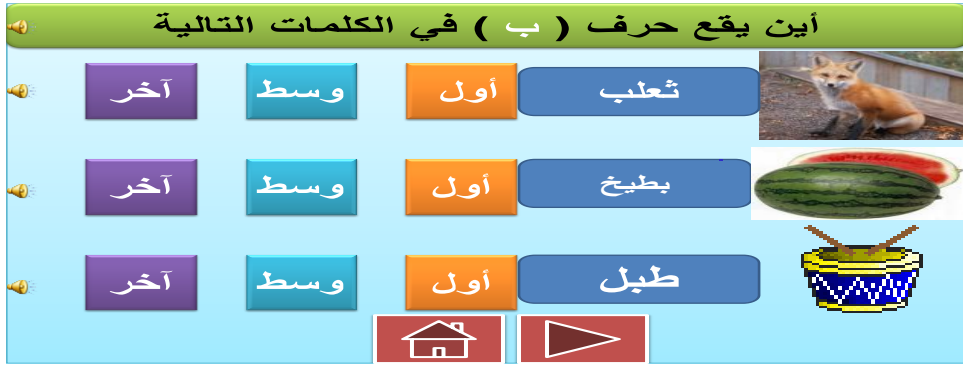 أين يقع حرف ( ب ) في الكلمات التالية
ثعلب أول وسط آخر
بطيخ أول وسط آخر
طبل أول وسط آخر